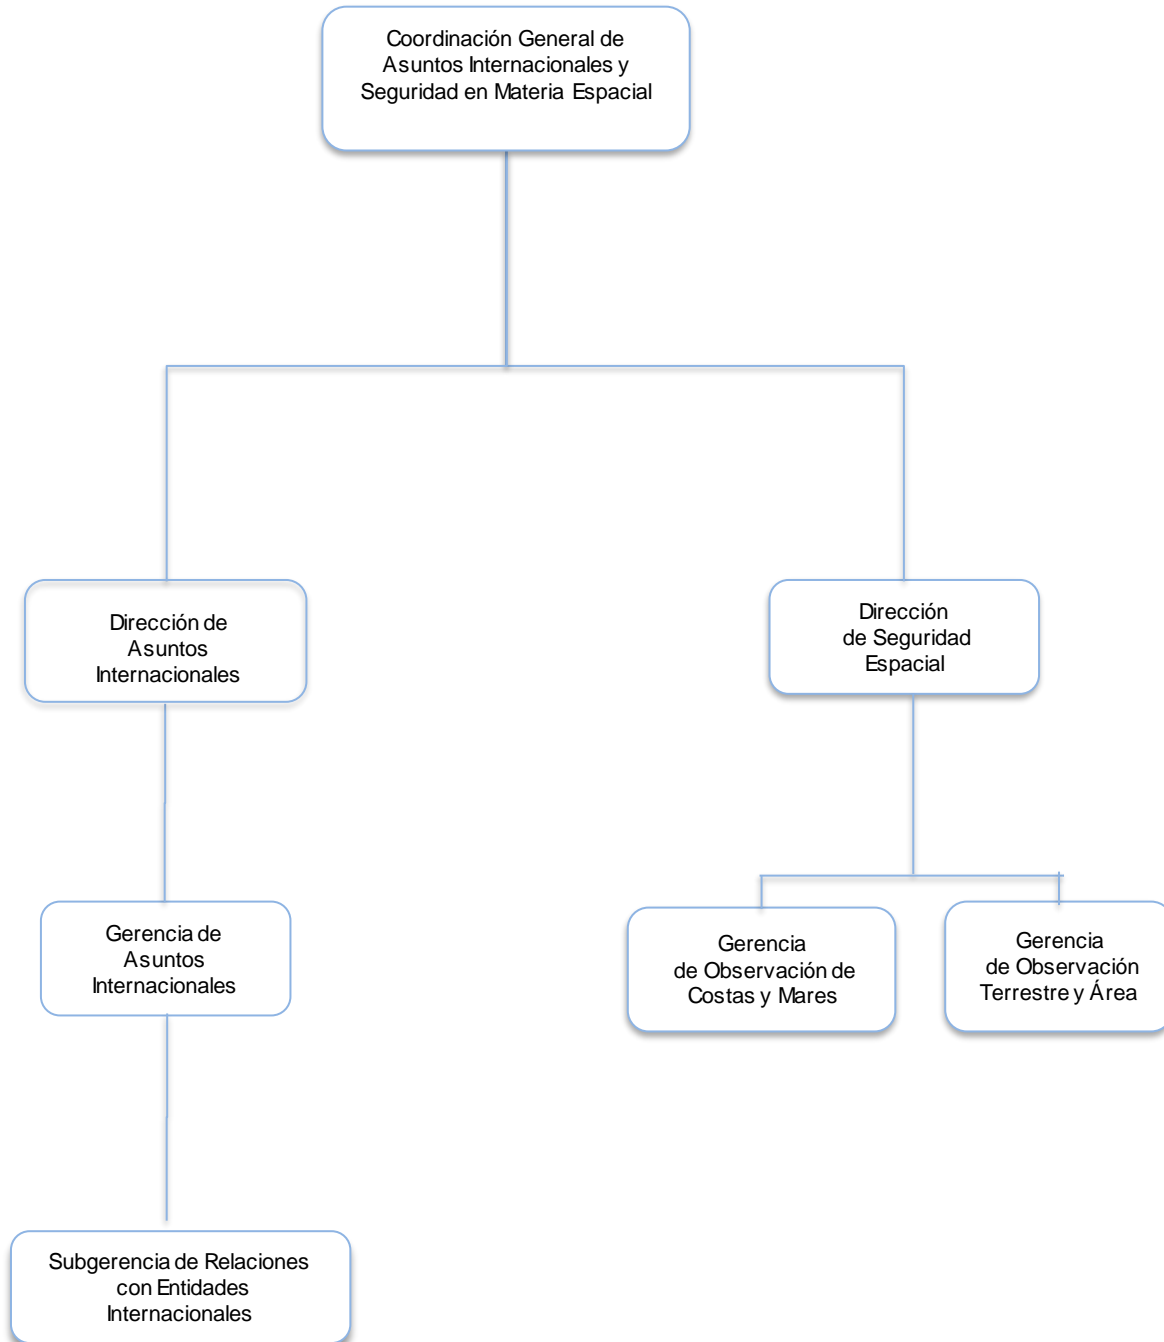 Coordinación General de
Asuntos Internacionales y
Seguridad en Materia Espacial
Dirección de
Asuntos
Internacionales
Dirección
de Seguridad
Espacial
Gerencia de
Asuntos
Internacionales
Gerencia
de Observación de
Costas y Mares
Gerencia
de Observación
Terrestre y Área
Subgerencia de Relaciones
con Entidades
Internacionales